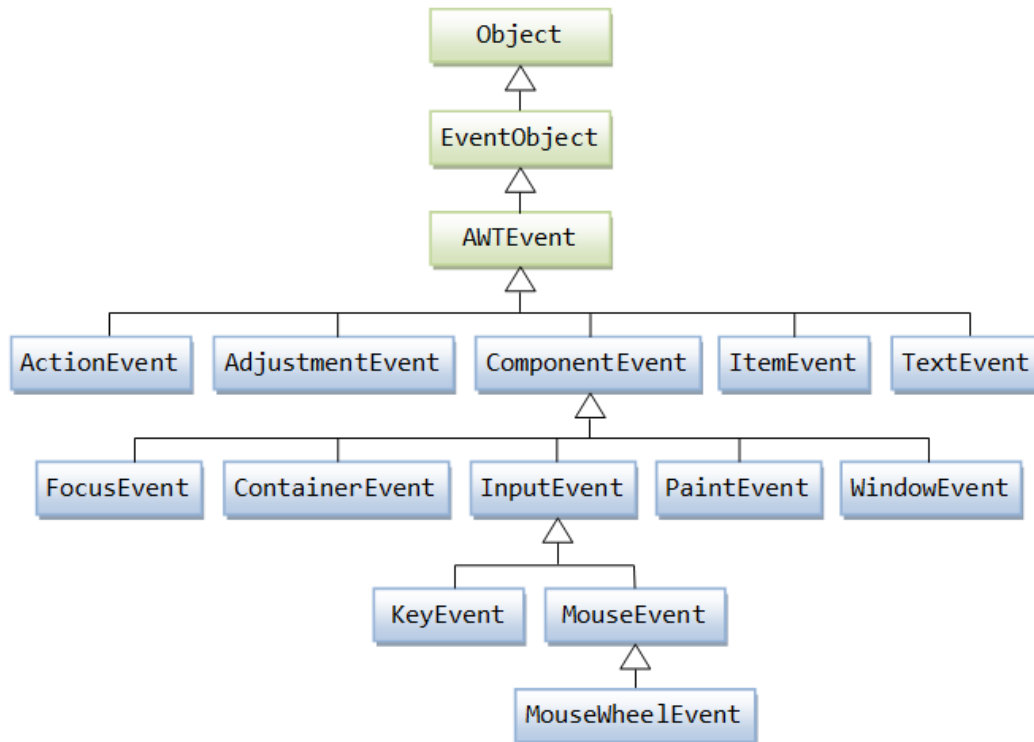 Object
EventObject
AWTEvent
ActionEvent
AdjustmentEvent
ComponentEvent
ItemEvent
TextEvent
FocusEvent
ContainerEvent
InputEvent
PaintEvent
WindowEvent
KeyEvent
MouseEvent
MouseWheelEvent